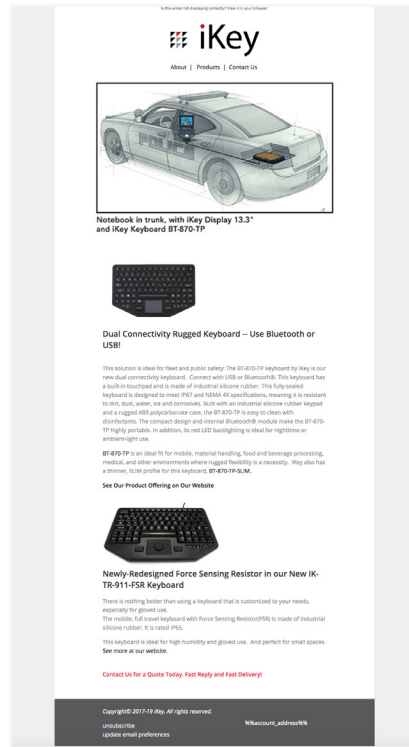 Is this email not displaying correctly? View it in your browser!
iKey
About | Products | Contact Us
POLICE
Notebook in trunk, with iKey Display 13.3"
and iKey Keyboard BT-870-TP
Dual Connectivity Rugged Keyboard -- Use Bluetooth or
USB!
This solution is ideal for fleet and public safety: The BT-870-TP keyboard by iKey is our
new dual connectivity keyboard. Connect with USB or Bluetooth®. This keyboard has
a built-in touchpad and is made of industrial silicone rubber. This fully-sealed
keyboard is designed to meet IP67 and NEMA 4X specifications, meaning it is resistant
to dirt, dust, water, ice and corrosives. Built with an industrial silicone rubber keypad
and a rugged ABS polycarbonate case, the BT-870-TP is easy to clean with
disinfectants. The compact design and internal Bluetooth® module make the BT-870-
TP highly portable. In addition, its red LED backlighting is ideal for nighttime or
ambient-light use.
BT-870-TP is an ideal fit for mobile, material handling, food and beverage processing,
medical, and other environments where rugged flexibility is a necessity. iKey also has
a thinner, SLIM profile for this keyboard, BT-870-TP-SLIM.
See Our Product Offering on Our Website
Newly-Redesigned Force Sensing Resistor in our New IK-
TR-911-FSR Keyboard
There is nothing better than using a keyboard that is customized to your needs,
especially for gloved use.
The mobile, full travel keyboard with Force Sensing Resistor(FSR) is made of industrial
silicone rubber. It is rated IP65.
This keyboard is ideal for high humidity and gloved use. And perfect for small spaces.
See more at our website.
Contact Us for a Quote Today. Fast Reply and Fast Delivery!
Copyright© 2017-19 iKey. All rights reserved.
unsubscribe
update email preferences
%%account_address%%